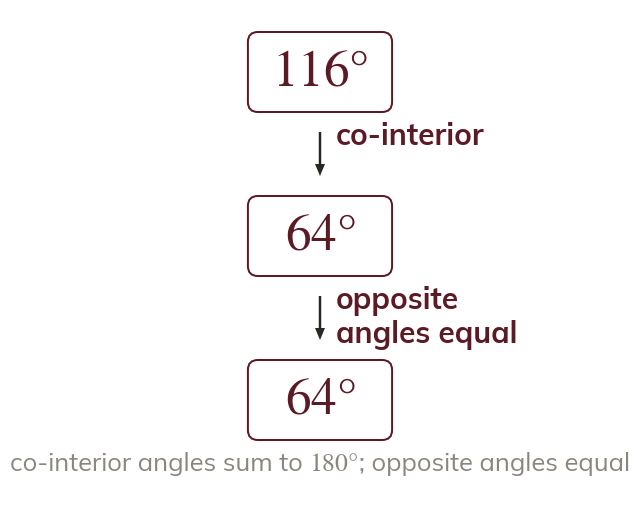 116°
co-interior
64°
opposite
angles equal
64°
co-interior angles sum to 180°; opposite angles equal